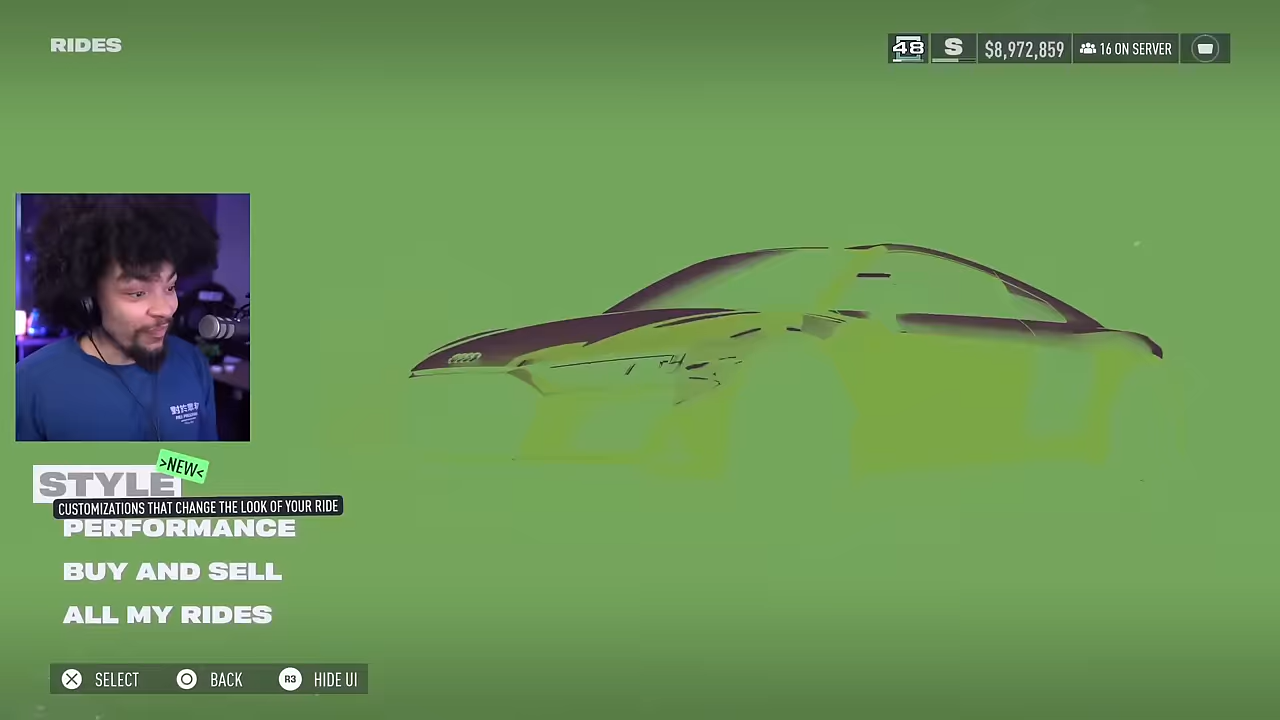 RIDES
48
S
$8,972,859
16 ON SERVER
>NEW<
STYLE
CUSTOMIZATIONS THAT CHANGE THE LOOK OF YOUR RIDE
PERFORMANCE
BUY AND SELL
ALL MY RIDES
SELECT
BACK
R3
HIDE UI